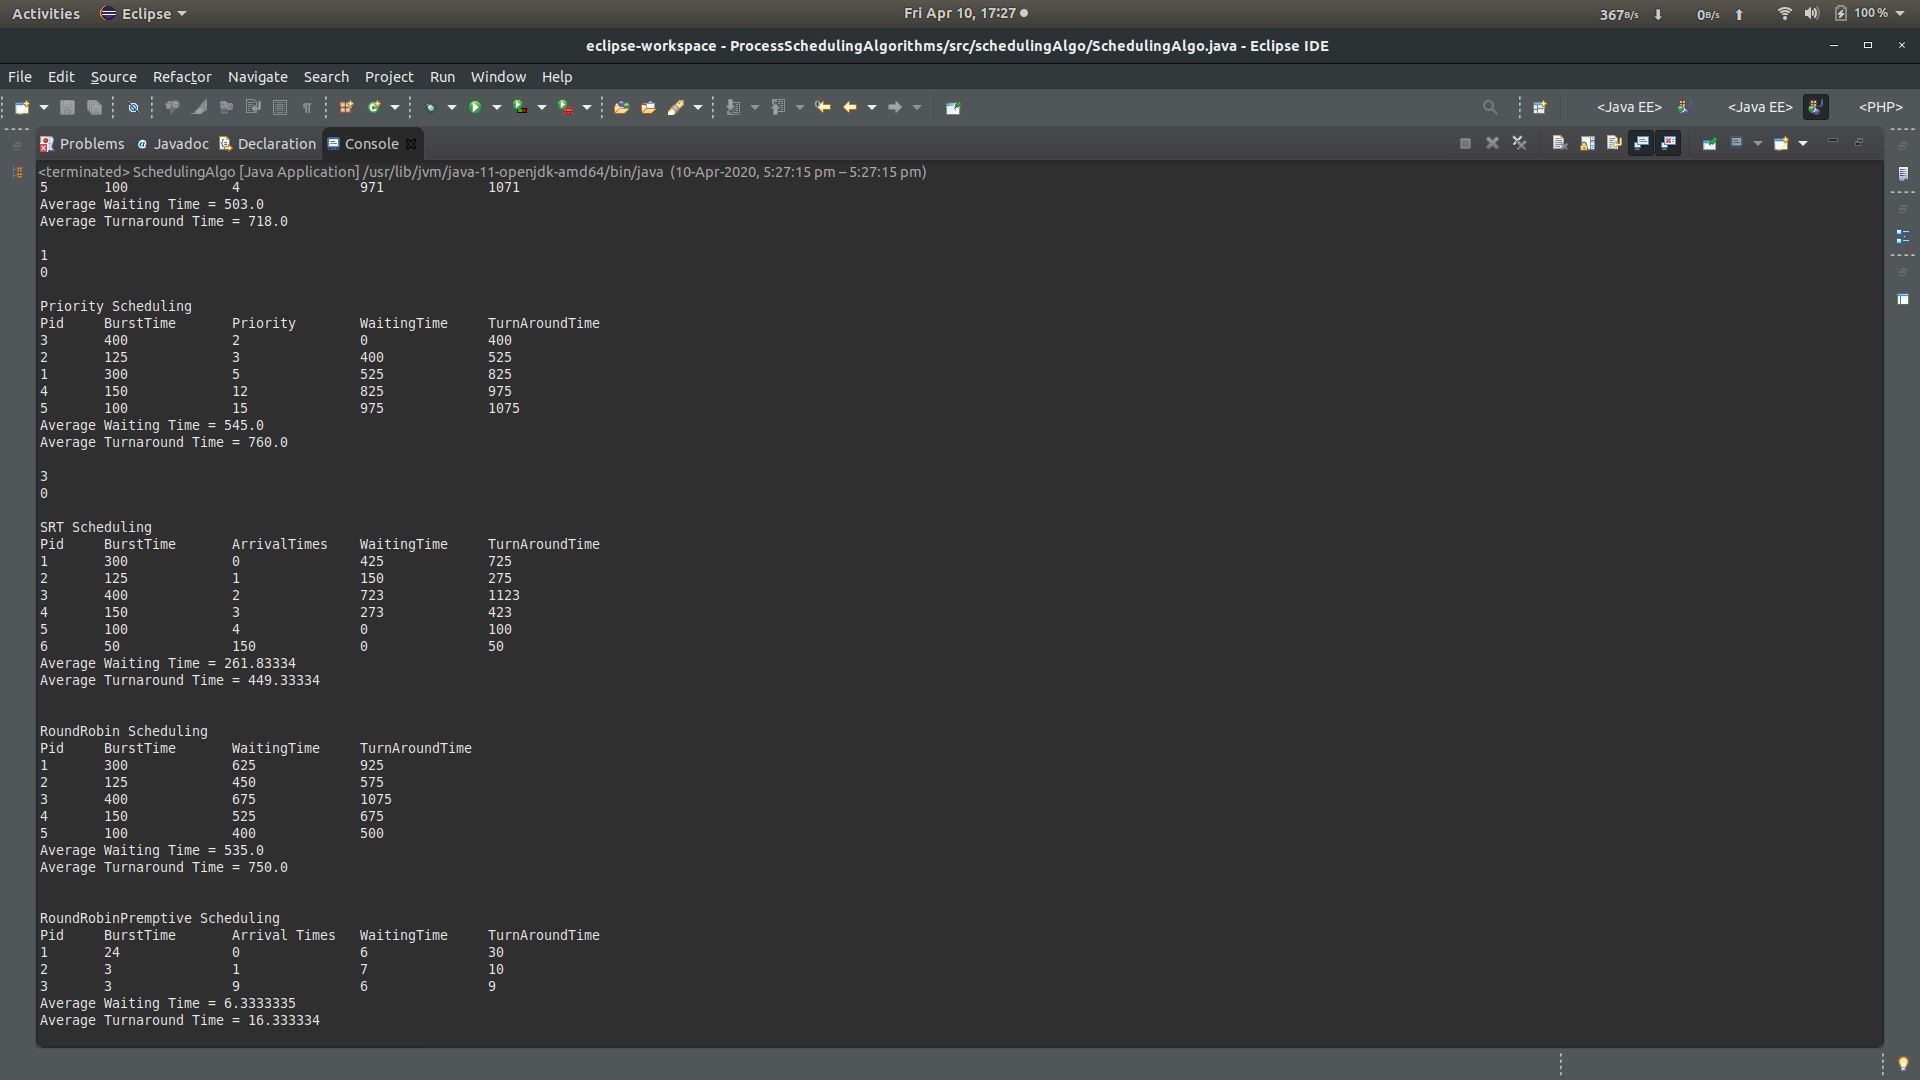 Activities Eclipse Fri Apr 10, 17:27 367B/s 0B/s 100 %
eclipse-workspace - ProcessSchedulingAlgorithms/src/schedulingAlgo/SchedulingAlgo.java - Eclipse IDE
File Edit Source Refactor Navigate Search Project Run Window Help
<Java EE> <Java EE> <PHP>
Problems Javadoc Declaration Console
<terminated> SchedulingAlgo [Java Application] /usr/lib/jvm/java-11-openjdk-amd64/bin/java (10-Apr-2020, 5:27:15 pm – 5:27:15 pm)
5 100 4 971 1071
Average Waiting Time = 503.0
Average Turnaround Time = 718.0
1
0
Priority Scheduling
Pid BurstTime Priority WaitingTime TurnAroundTime
3 400 2 0 400
2 125 3 400 525
1 300 5 525 825
4 150 12 825 975
5 100 15 975 1075
Average Waiting Time = 545.0
Average Turnaround Time = 760.0
3
0
SRT Scheduling
Pid BurstTime ArrivalTimes WaitingTime TurnAroundTime
1 300 0 425 725
2 125 1 150 275
3 400 2 723 1123
4 150 3 273 423
5 100 4 0 100
6 50 150 0 50
Average Waiting Time = 261.83334
Average Turnaround Time = 449.33334
RoundRobin Scheduling
Pid BurstTime WaitingTime TurnAroundTime
1 300 625 925
2 125 450 575
3 400 675 1075
4 150 525 675
5 100 400 500
Average Waiting Time = 535.0
Average Turnaround Time = 750.0
RoundRobinPremptive Scheduling
Pid BurstTime Arrival Times WaitingTime TurnAroundTime
1 24 0 6 30
2 3 1 7 10
3 3 9 6 9
Average Waiting Time = 6.3333335
Average Turnaround Time = 16.333334